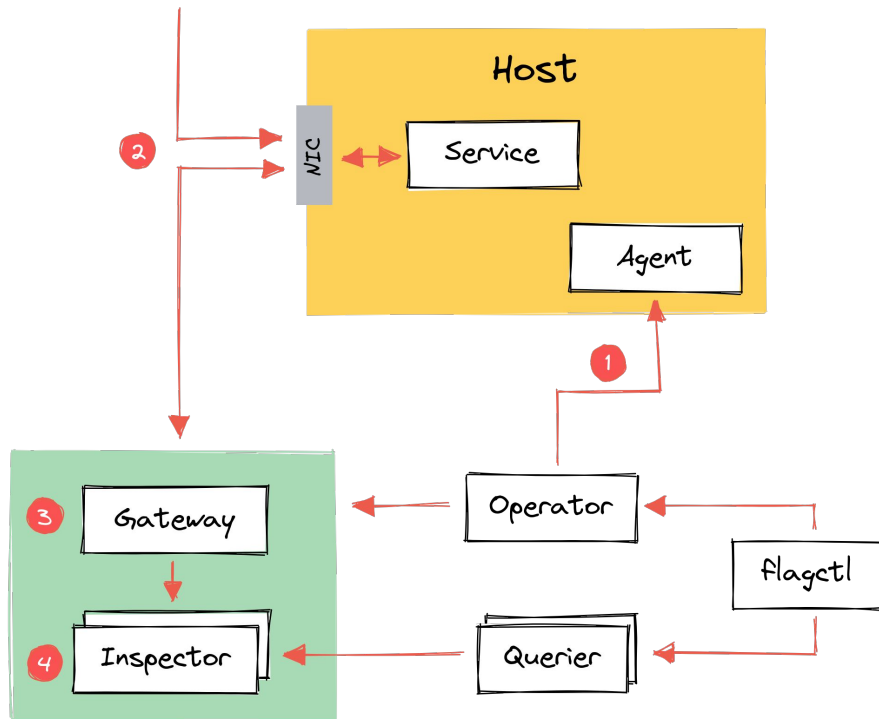 Host
2
NIC
Service
Agent
1
3
Gateway
Operator
flagctl
4
Inspector
Querier